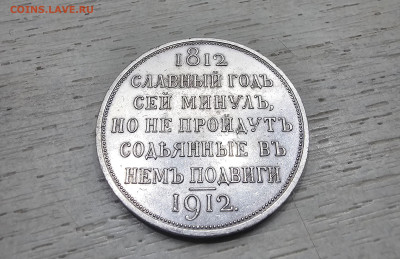 COINS.LAVE.RU
1812
СЛАВНЫЙ ГОДЪ
СЕЙ МИНУЛЪ,
НО НЕ ПРОЙДУТЪ
СОДѢЯННЫЕ ВЪ
НЕМЪ ПОДВИГИ
1912.